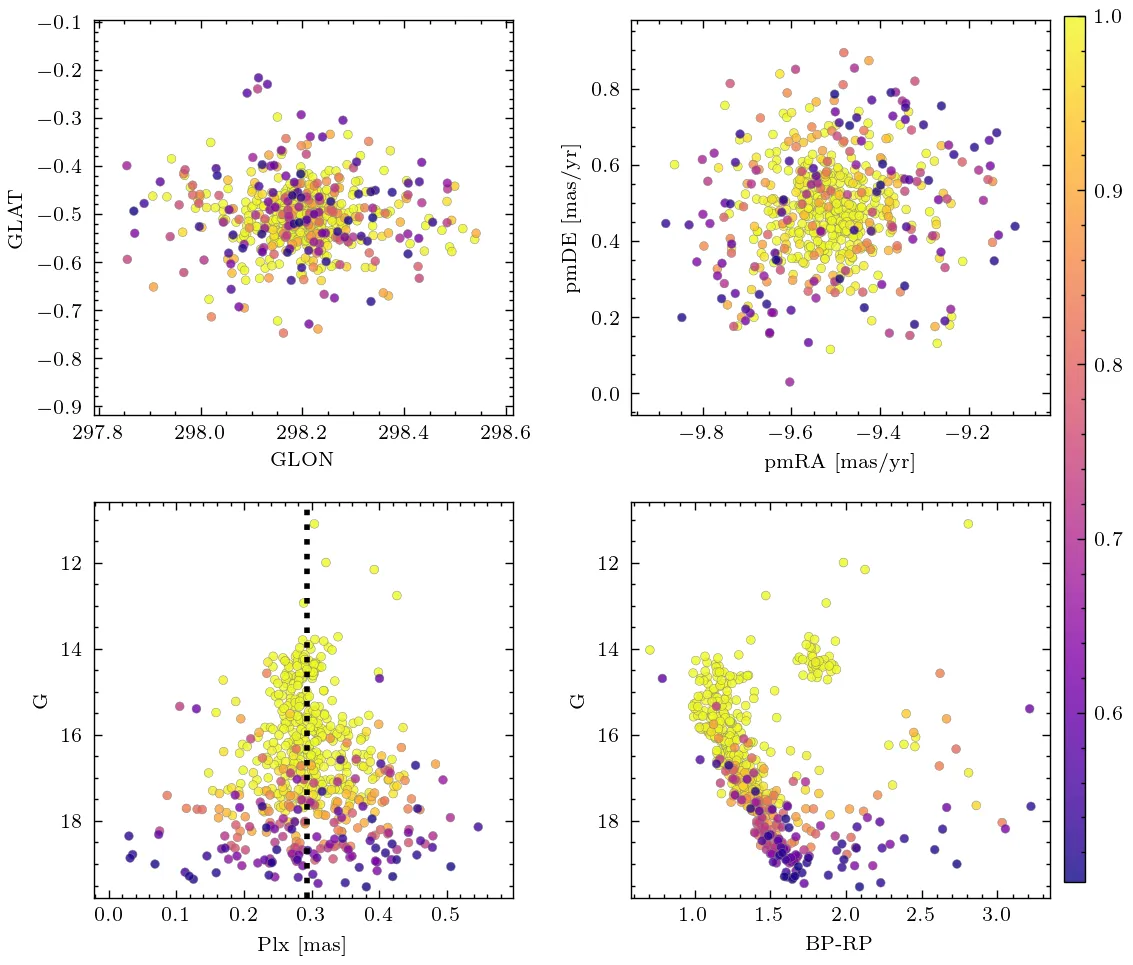 −0.1
−0.2
−0.3
−0.4
−0.5
−0.6
−0.7
−0.8
−0.9
GLAT
297.8 298.0 298.2 298.4 298.6
GLON
0.8
0.6
0.4
0.2
0.0
pmDE [mas/yr]
−9.8 −9.6 −9.4 −9.2
pmRA [mas/yr]
1.0
0.9
0.8
0.7
0.6
12
14
16
18
G
0.0 0.1 0.2 0.3 0.4 0.5
Plx [mas]
12
14
16
18
G
1.0 1.5 2.0 2.5 3.0
BP-RP